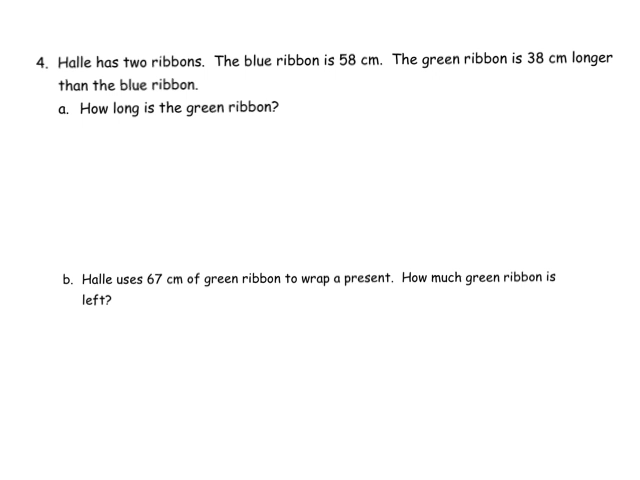 4. Halle has two ribbons. The blue ribbon is 58 cm. The green ribbon is 38 cm longer
than the blue ribbon.
a. How long is the green ribbon?
b. Halle uses 67 cm of green ribbon to wrap a present. How much green ribbon is
left?